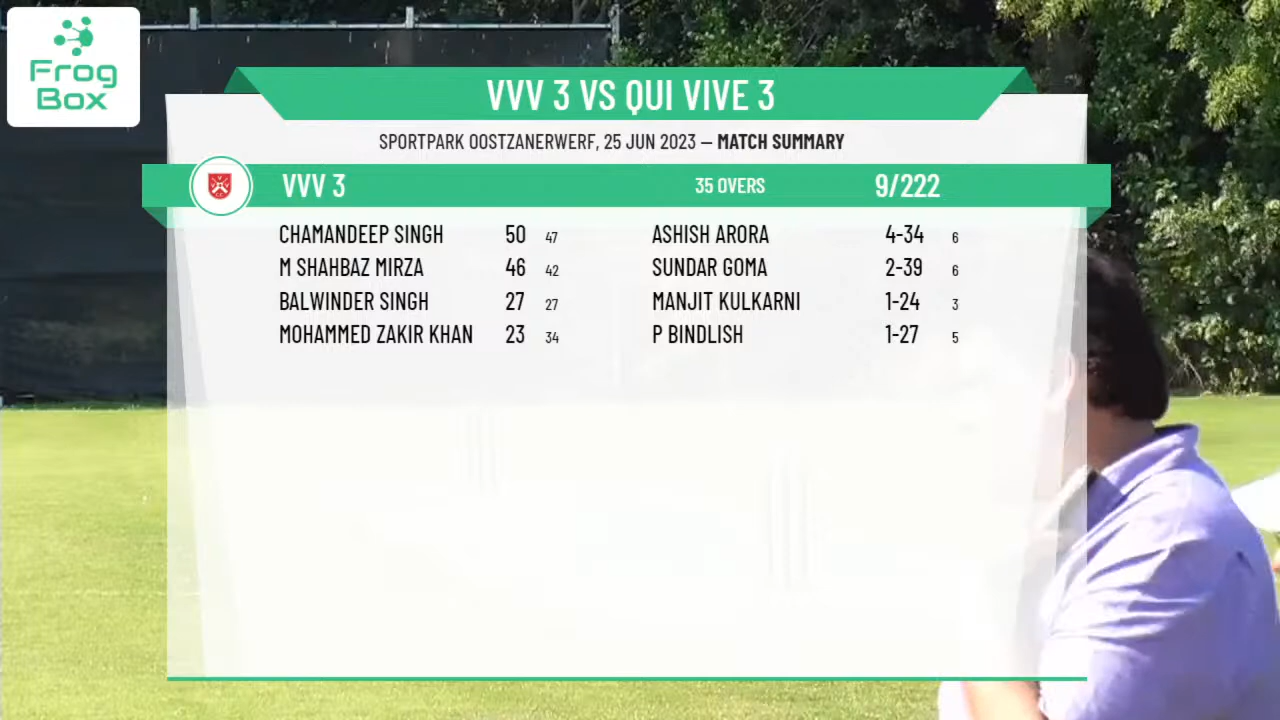 Frog
Box
VVV 3 VS QUI VIVE 3
SPORTPARK OOSTZANERWERF, 25 JUN 2023 – MATCH SUMMARY
VVV 3 35 OVERS 9/222
CHAMANDEEP SINGH 50 47 ASHISH ARORA 4-34 6
M SHAHBAZ MIRZA 46 42 SUNDAR GOMA 2-39 6
BALWINDER SINGH 27 27 MANJIT KULKARNI 1-24 3
MOHAMMED ZAKIR KHAN 23 34 P BINDLISH 1-27 5